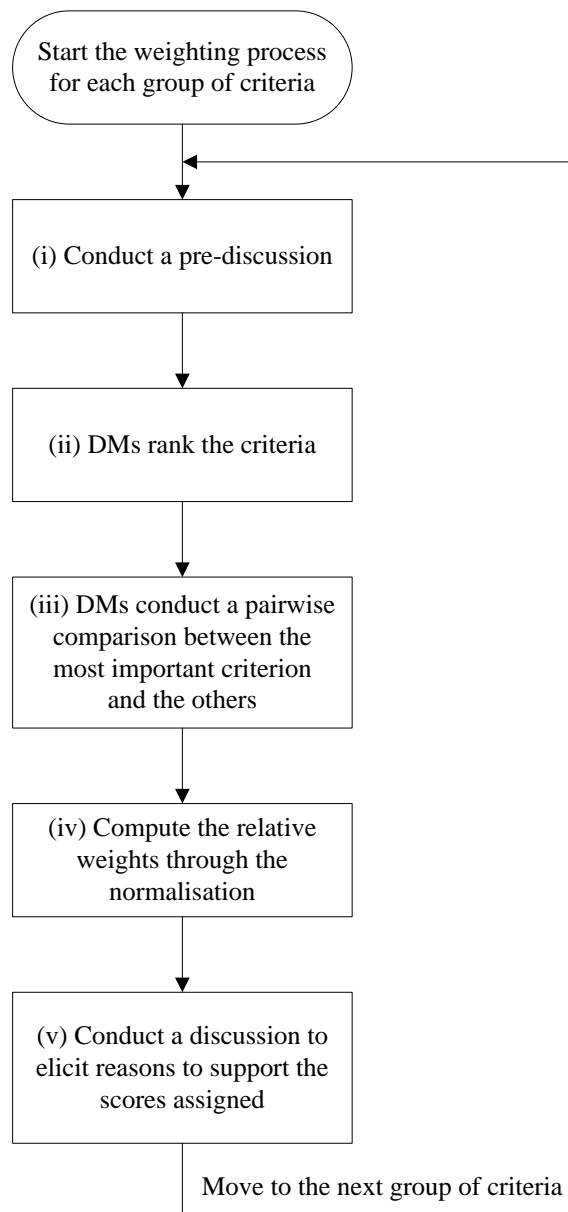 Start the weighting process
for each group of criteria
(i) Conduct a pre-discussion
(ii) DMs rank the criteria
(iii) DMs conduct a pairwise
comparison between the
most important criterion
and the others
(iv) Compute the relative
weights through the
normalisation
(v) Conduct a discussion to
elicit reasons to support the
scores assigned
Move to the next group of criteria